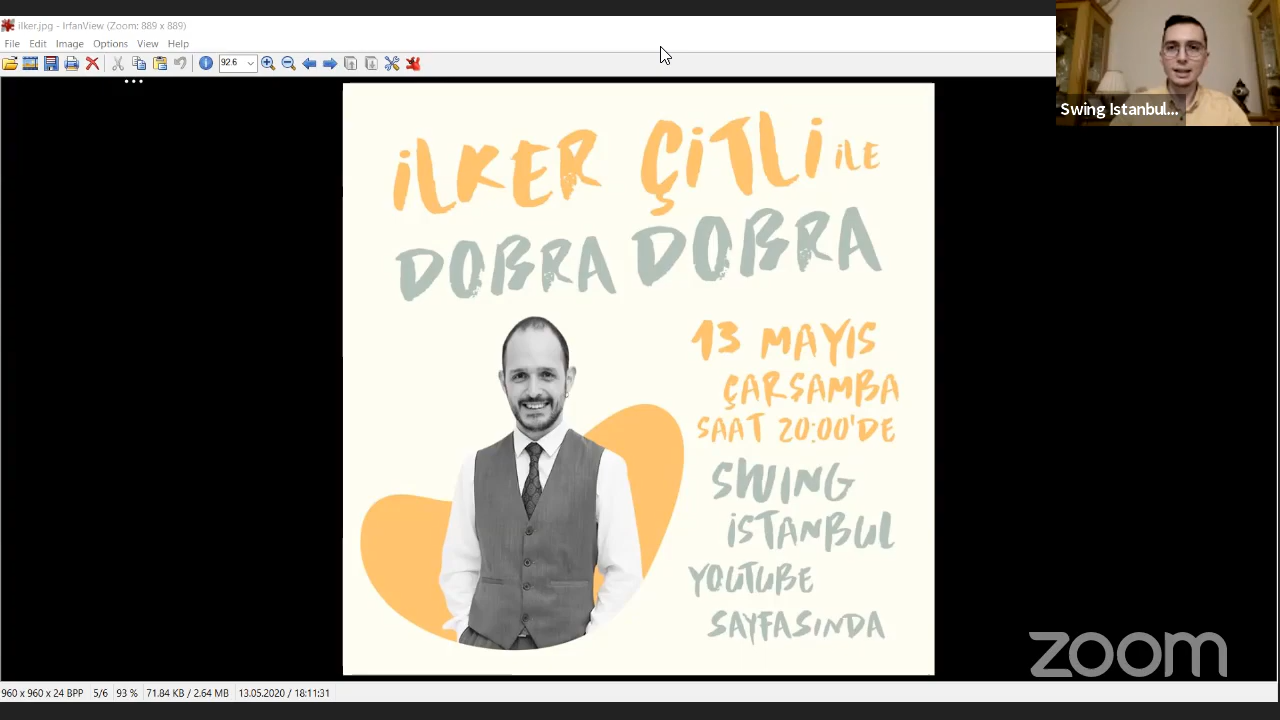 ilker.jpg - IrfanView (Zoom: 889 x 889)
File Edit Image Options View Help
92.6
Swing Istanbul...
İLKER ÇİTLİ İLE
DOBRA DOBRA
13 MAYIS
ÇARŞAMBA
SAAT 20:00'DE
SWING
İSTANBUL
YOUTUBE
SAYFASINDA
zoom
960 x 960 x 24 BPP 5/6 93 % 71.84 KB / 2.64 MB 13.05.2020 / 18:11:31